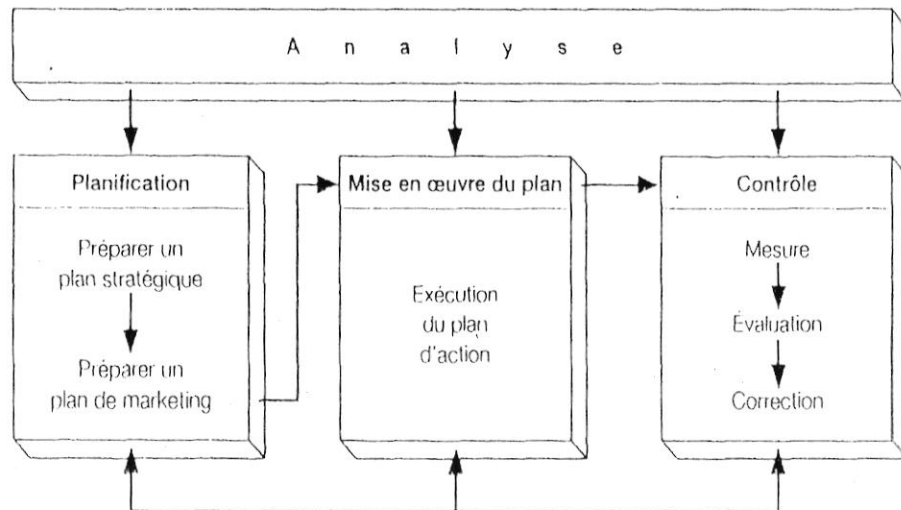 Analyse
Planification
Préparer un
plan stratégique
Préparer un
plan de marketing
Mise en œuvre du plan
Exécution
du plan
d'action
Contrôle
Mesure
Évaluation
Correction